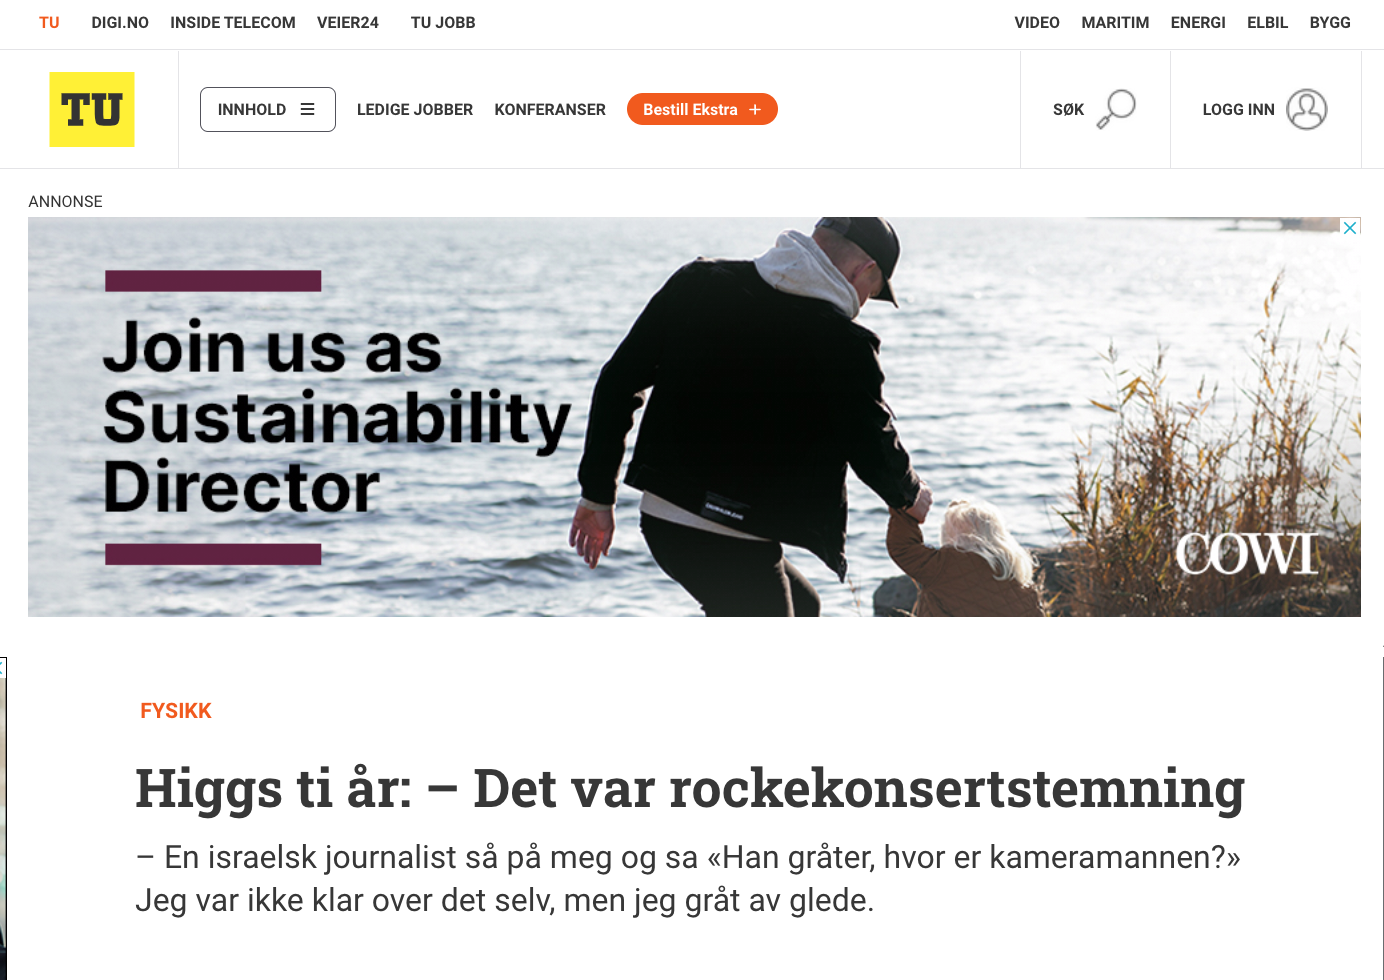 TU DIGI.NO INSIDE TELECOM VEIER24 TU JOBB VIDEO MARITIM ENERGI ELBIL BYGG
TU INNHOLD LEDIGE JOBBER KONFERANSER Bestill Ekstra + SØK LOGG INN
ANNONSE
Join us as
Sustainability
Director
COWI
FYSIKK
Higgs ti år: – Det var rockekonsertstemning
– En israelsk journalist så på meg og sa «Han gråter, hvor er kameramannen?»
Jeg var ikke klar over det selv, men jeg gråt av glede.